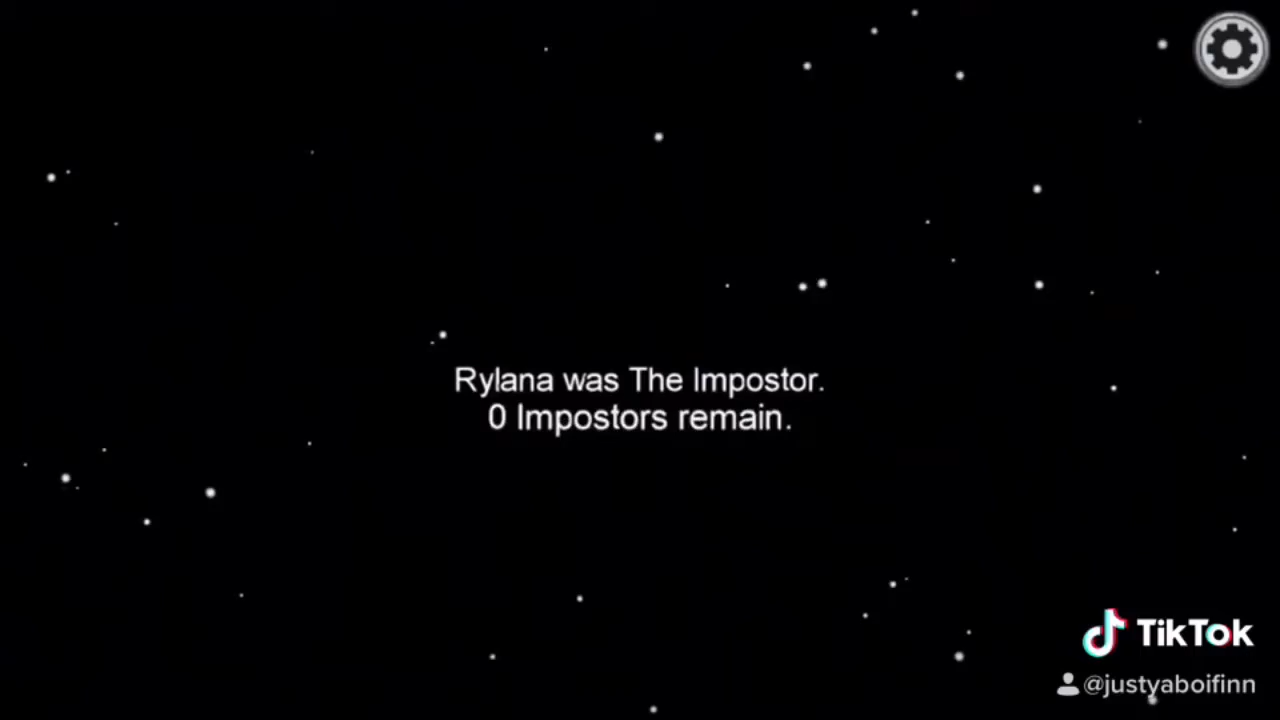 Rylana was The Impostor.
0 Impostors remain.
TikTok
@justyaboifinn